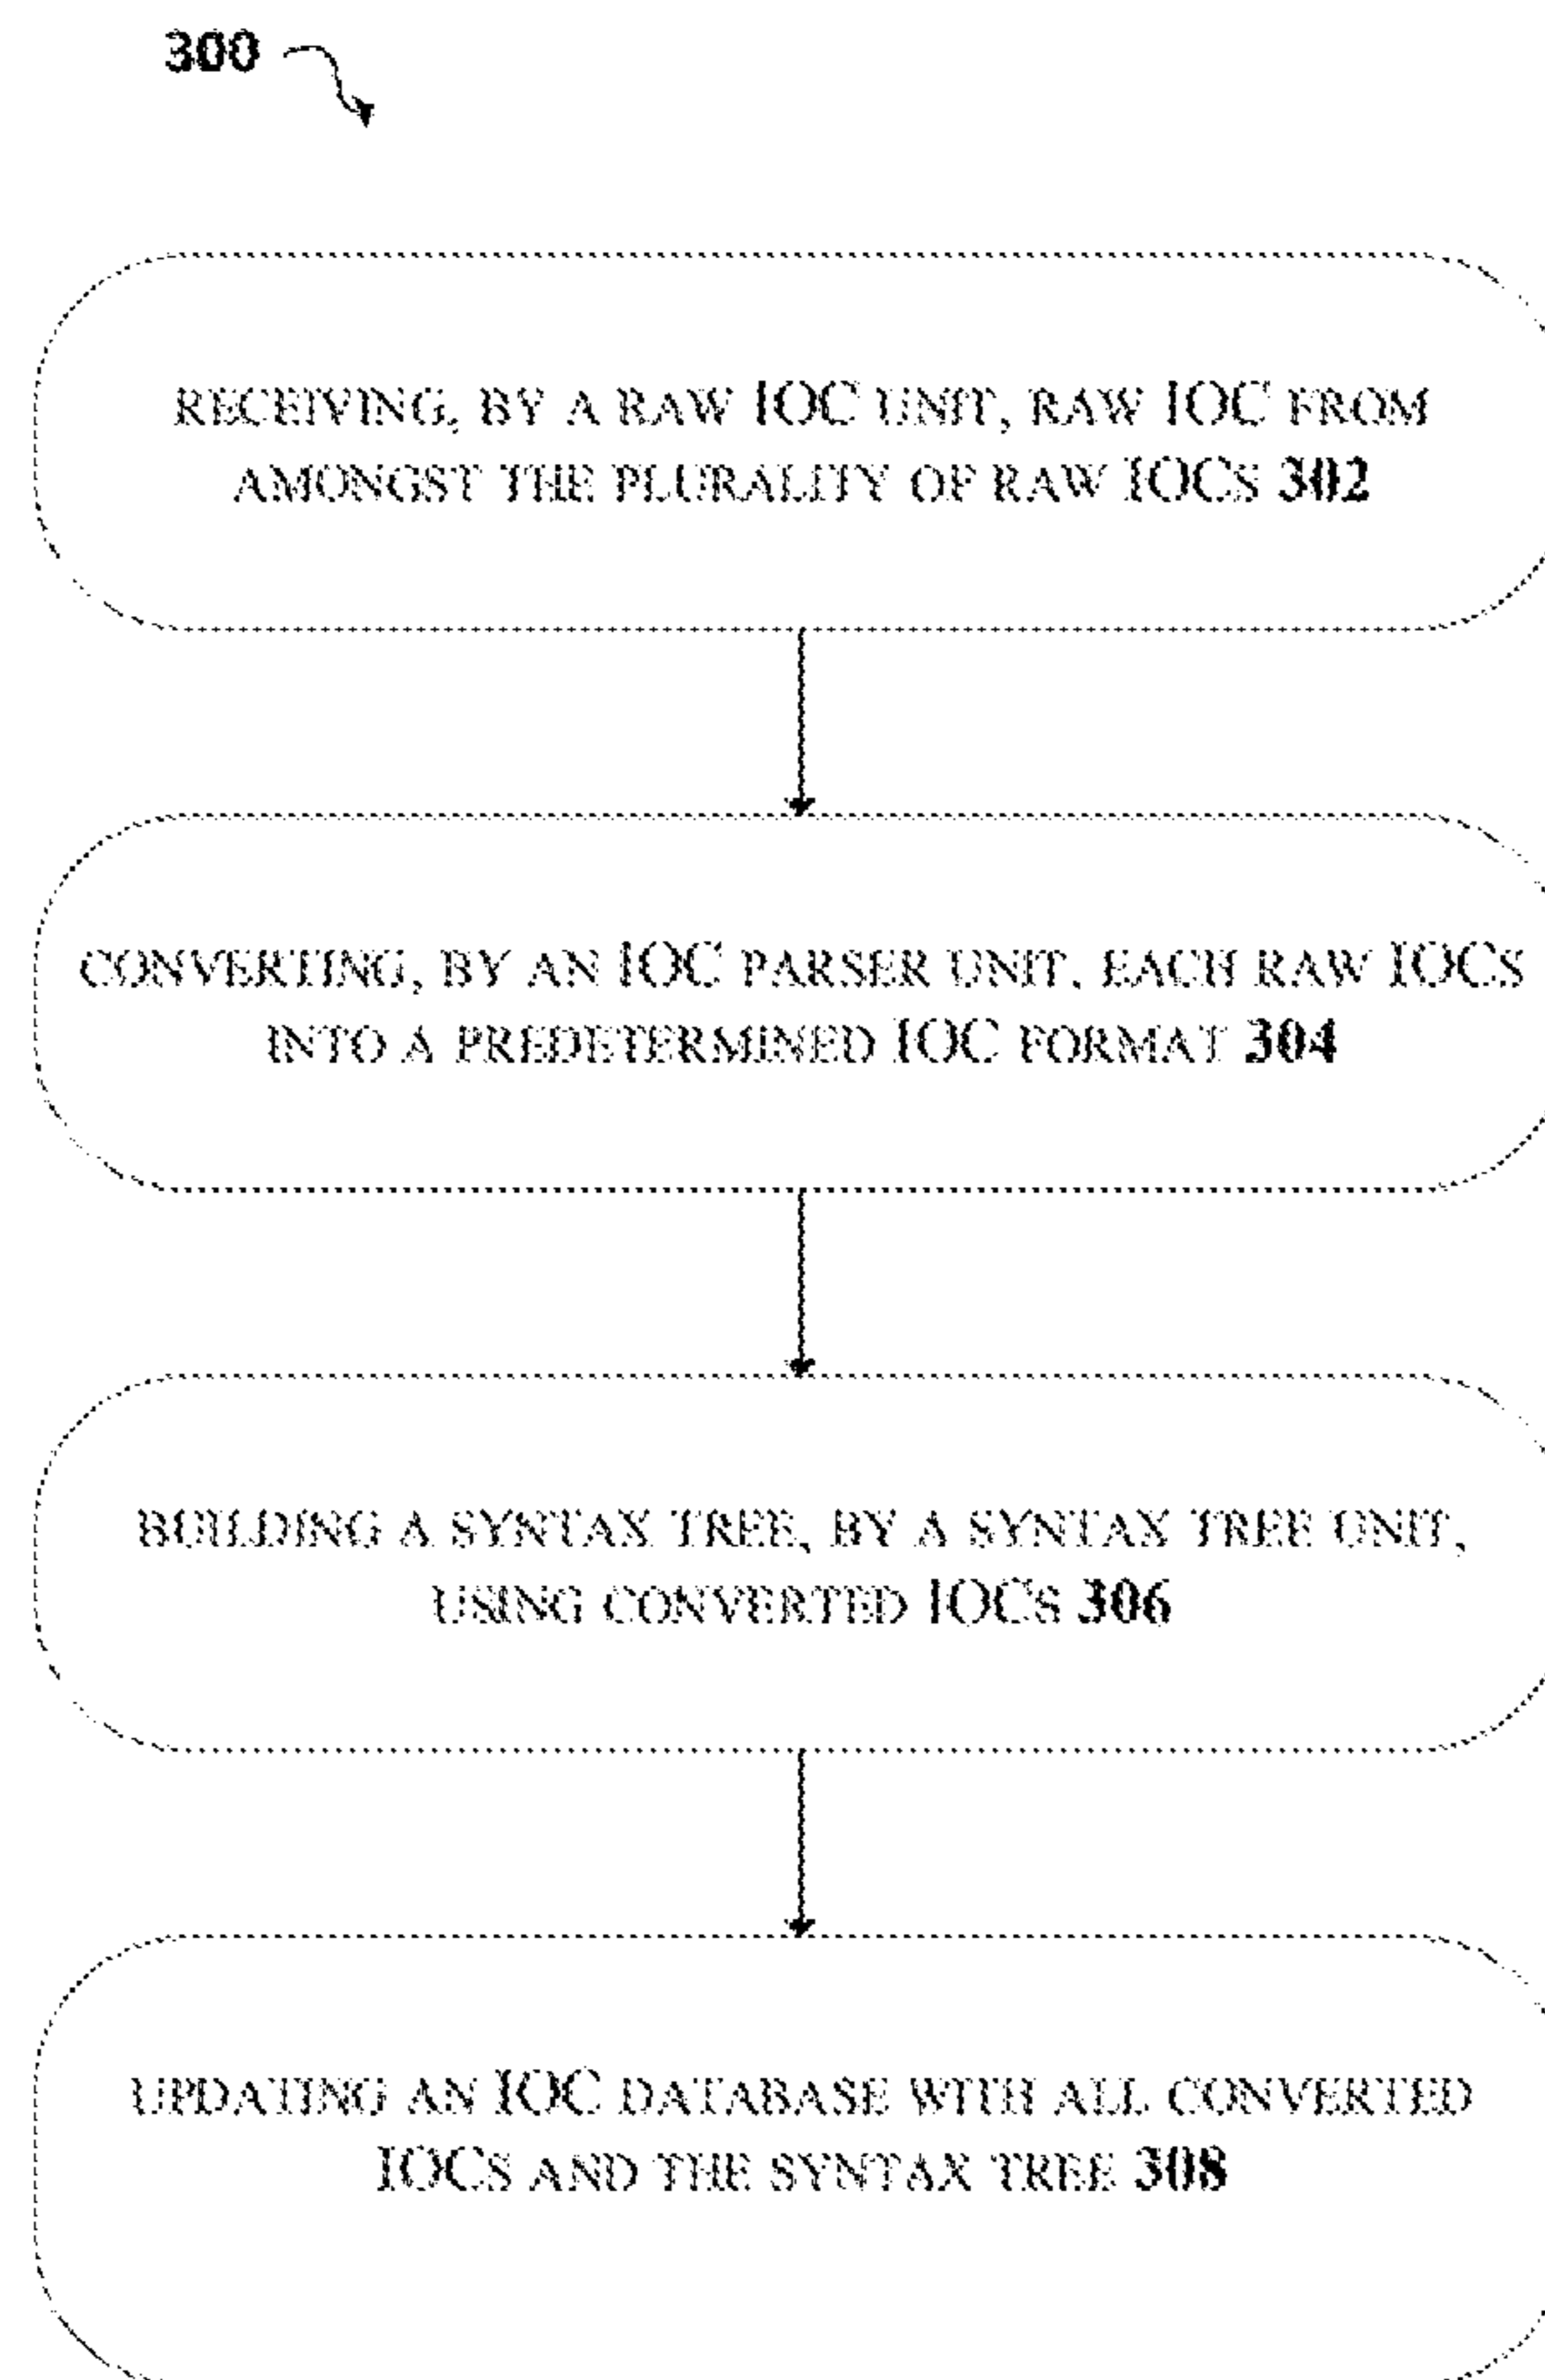 300
RECEIVING, BY A RAW IOC UNIT, RAW IOC FROM
AMONGST THE PLURALITY OF RAW IOCS 302
CONVERTING, BY AN IOC PARSER UNIT, EACH RAW IOCS
INTO A PREDETERMINED IOC FORMAT 304
BUILDING A SYNTAX TREE, BY A SYNTAX TREE UNIT,
USING CONVERTED IOCS 306
UPDATING AN IOC DATABASE WITH ALL CONVERTED
IOCS AND THE SYNTAX TREE 308